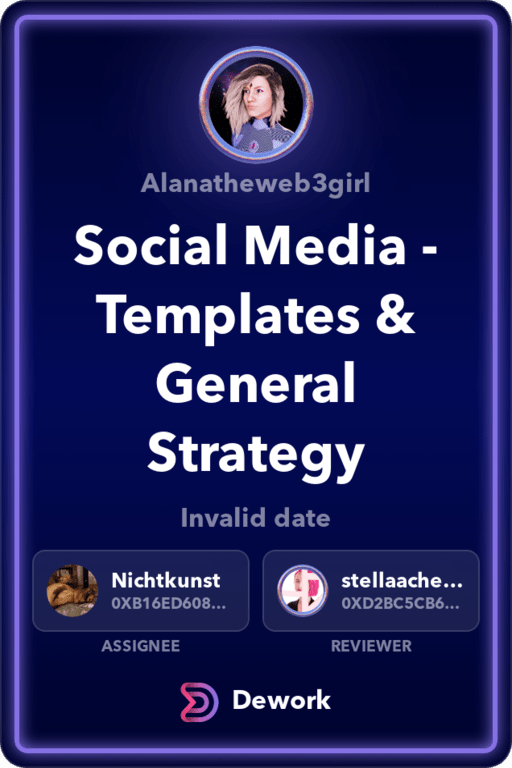 Alanatheweb3girl
Social Media -
Templates &
General
Strategy
Invalid date
Nichtkunst
0XB16ED608...
ASSIGNEE
stellaache...
0XD2BC5CB6...
REVIEWER
Dework